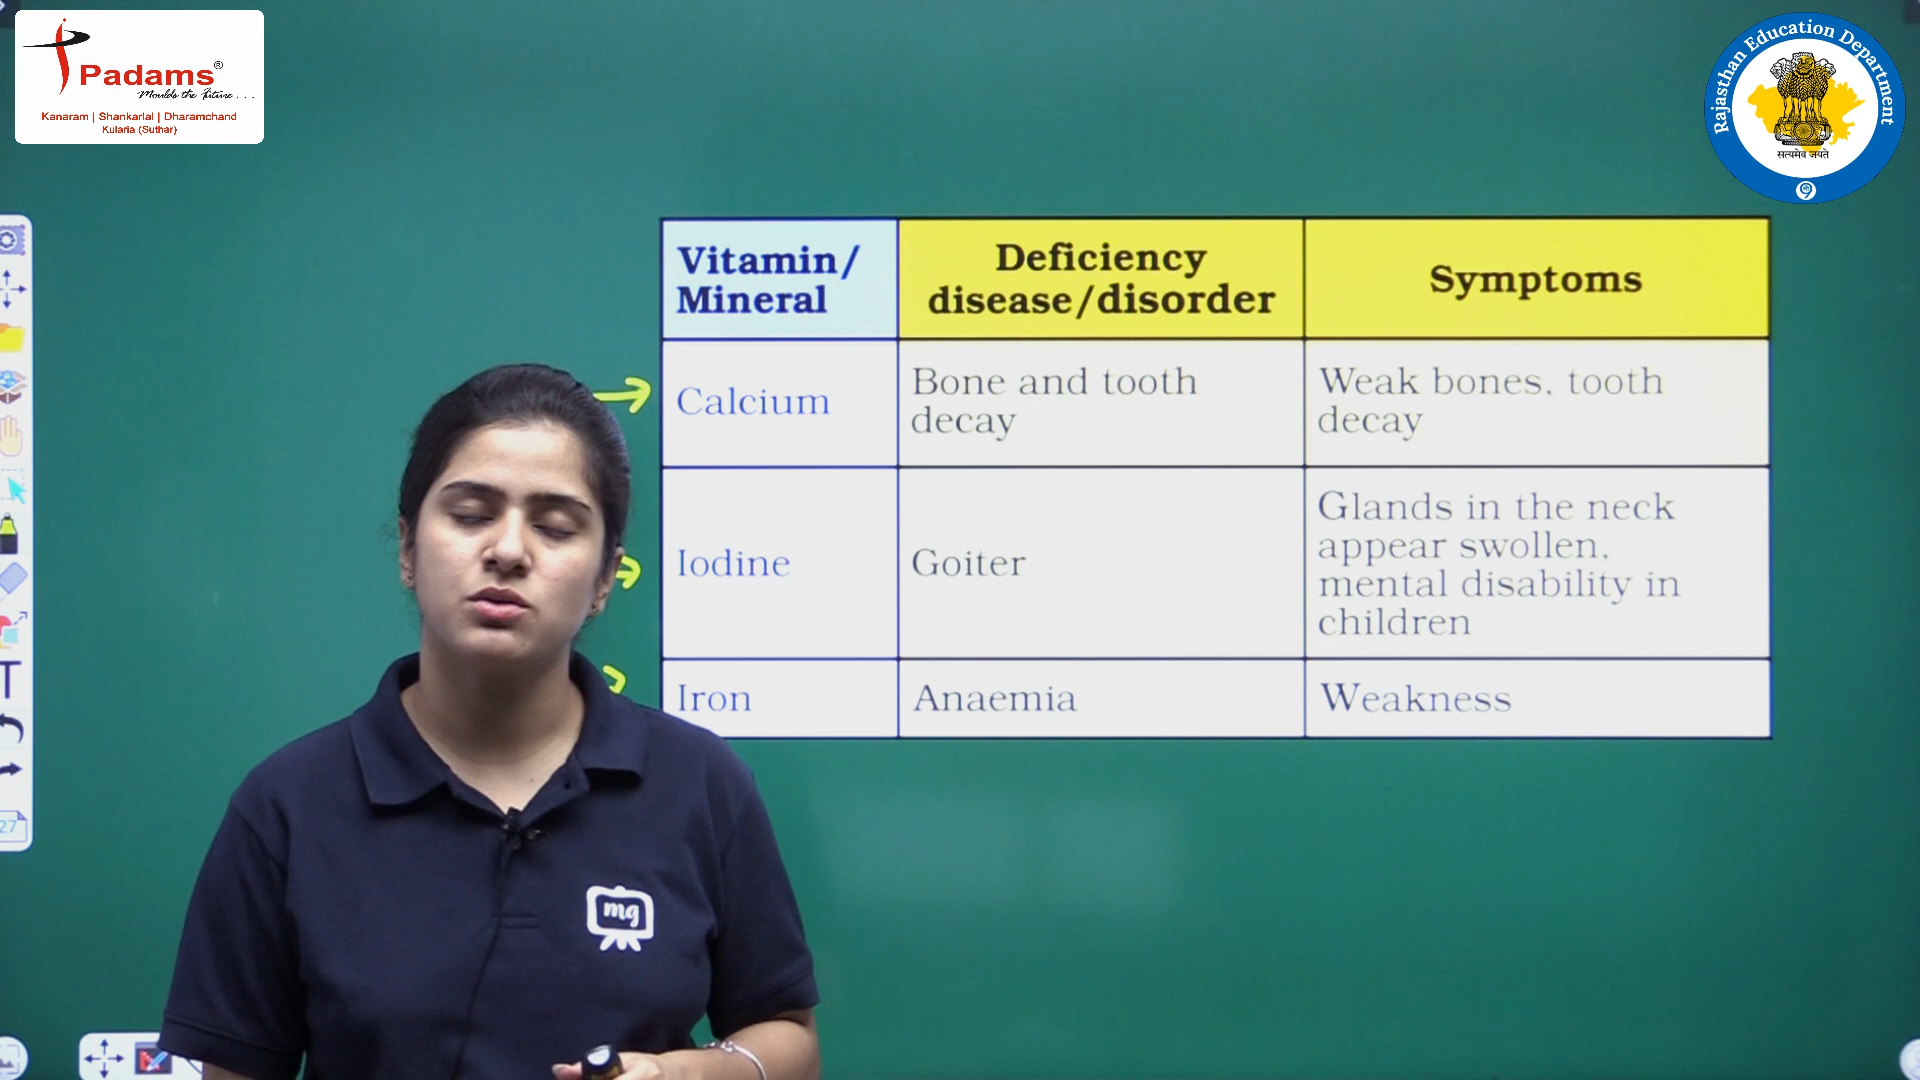 Padams®
Moulds the Future . . .
Kanaram | Shankarlal | Dharamchand
Kularia (Suthar)
Rajasthan Education Department
सत्यमेव जयते
Vitamin/
Mineral
Deficiency
disease/disorder
Symptoms
Calcium
Bone and tooth
decay
Weak bones, tooth
decay
Iodine
Goiter
Glands in the neck
appear swollen,
mental disability in
children
Iron
Anaemia
Weakness
mg
T
27